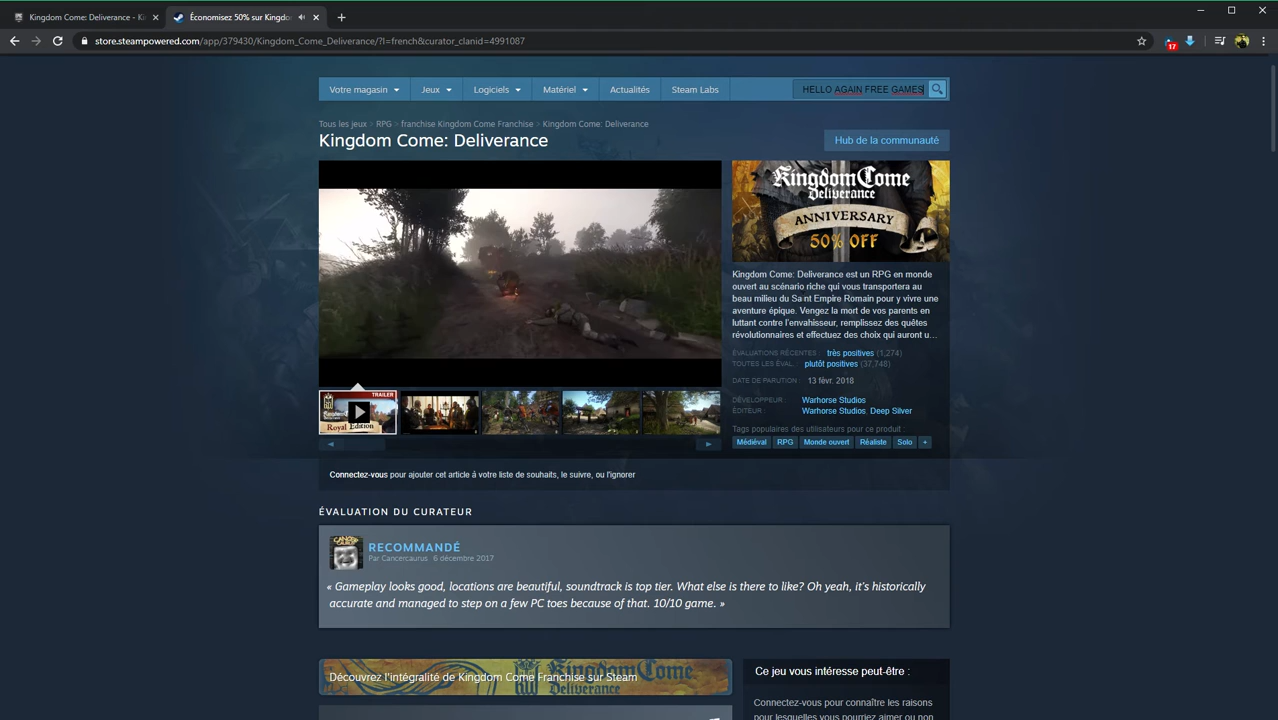 Kingdom Come: Deliverance - Ki
Économisez 50% sur Kingdo
17
store.steampowered.com/app/379430/Kingdom_Come_Deliverance/?l=french&curator_clanid=4991087
Votre magasin
Jeux
Logiciels
Matériel
Actualités
Steam Labs
HELLO AGAIN FREE GAMES
Tous les jeux > RPG > franchise Kingdom Come Franchise > Kingdom Come: Deliverance
Kingdom Come: Deliverance
Hub de la communauté
Kingdom Come
Deliverance
ANNIVERSARY
50% OFF
Kingdom Come: Deliverance est un RPG en monde
ouvert au scénario riche qui vous transportera au
beau milieu du Sa nt Empire Romain pour y vivre une
aventure épique. Vengez la mort de vos parents en
luttant contre l'envahisseur, remplissez des quêtes
révolutionnaires et effectuez des choix qui auront u...
ÉVALUATIONS RÉCENTES : très positives (1,274)
TOUTES LES ÉVAL. plutôt positives (37,748)
DATE DE PARUTION : 13 févr. 2018
DÉVELOPPEUR : Warhorse Studios
ÉDITEUR : Warhorse Studios, Deep Silver
Tags populaires des utilisateurs pour ce produit :
Médiéval RPG Monde ouvert Réaliste Solo +
TRAILER
Royal Edition
Connectez-vous pour ajouter cet article à votre liste de souhaits, le suivre, ou l'ignorer
ÉVALUATION DU CURATEUR
RECOMMANDÉ
Par Cancercaurus 6 décembre 2017
« Gameplay looks good, locations are beautiful, soundtrack is top tier. What else is there to like? Oh yeah, it's historically
accurate and managed to step on a few PC toes because of that. 10/10 game. »
Découvrez l'intégralité de Kingdom Come Franchise sur Steam
Kingdom Come
Deliverance
Ce jeu vous intéresse peut-être :
Connectez-vous pour connaître les raisons
pour lesquelles vous pourriez aimer ou non